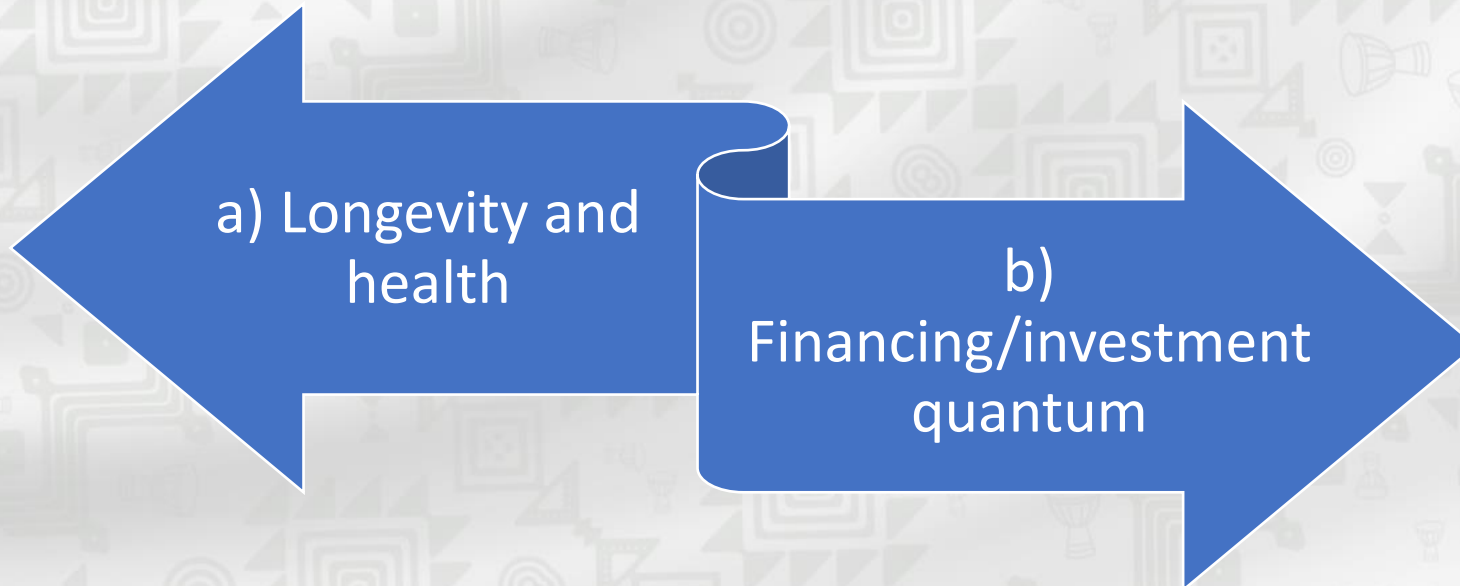 a) Longevity and
health
b)
Financing/investment
quantum